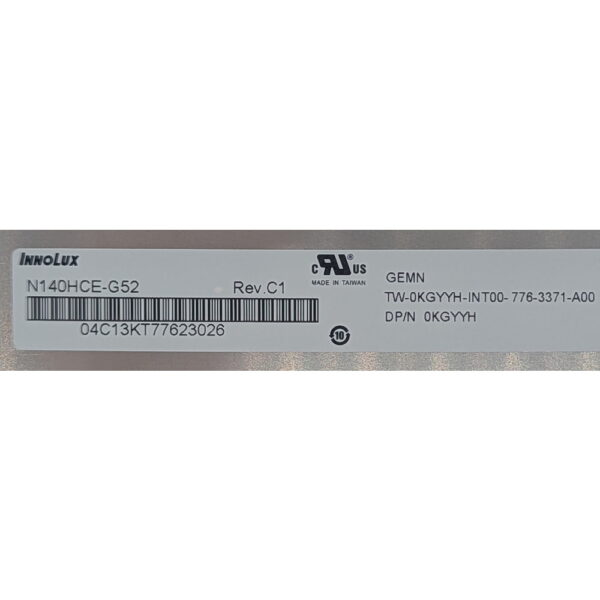 INNOLUX
N140HCE-G52 Rev.C1
04C13KT77623026
c RU US
MADE IN TAIWAN
10
GEMN
TW-0KGYYH-INT00-776-3371-A00
DP/N 0KGYYH